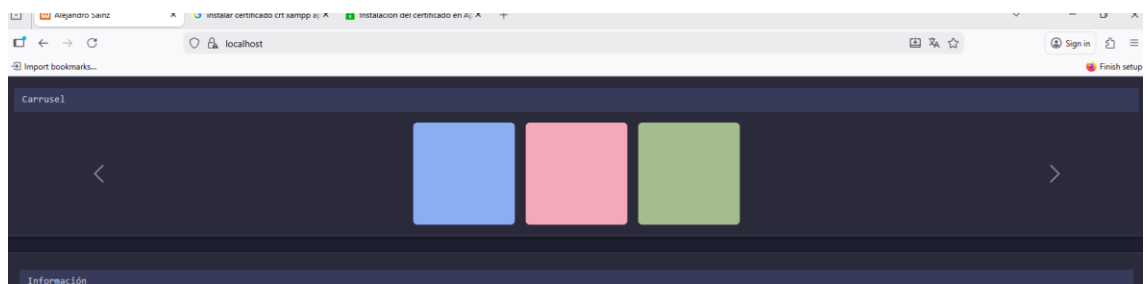 Alejandro Sainz
instalar certificado crt xampp a
Instalación del certificado en A
localhost
Sign in
Import bookmarks...
Finish setup
Carrusel
Información